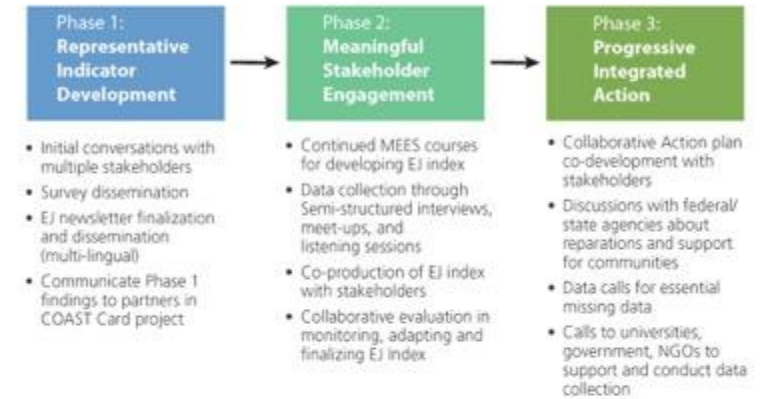 Phase 1:
Representative
Indicator
Development
• Initial conversations with
multiple stakeholders
• Survey dissemination
• EJ newsletter finalization
and dissemination
(multi-lingual)
• Communicate Phase 1
findings to partners in
COAST Card project
Phase 2:
Meaningful
Stakeholder
Engagement
• Continued MEES courses
for developing EJ index
• Data collection through
Semi-structured interviews,
meet-ups, and
listening sessions
• Co-production of EJ index
with stakeholders
• Collaborative evaluation in
monitoring, adapting and
finalizing EJ Index
Phase 3:
Progressive
Integrated
Action
• Collaborative Action plan
co-development with
stakeholders
• Discussions with federal/
state agencies about
reparations and support
for communities
• Data calls for essential
missing data
• Calls to universities,
government, NGOs to
support and conduct data
collection